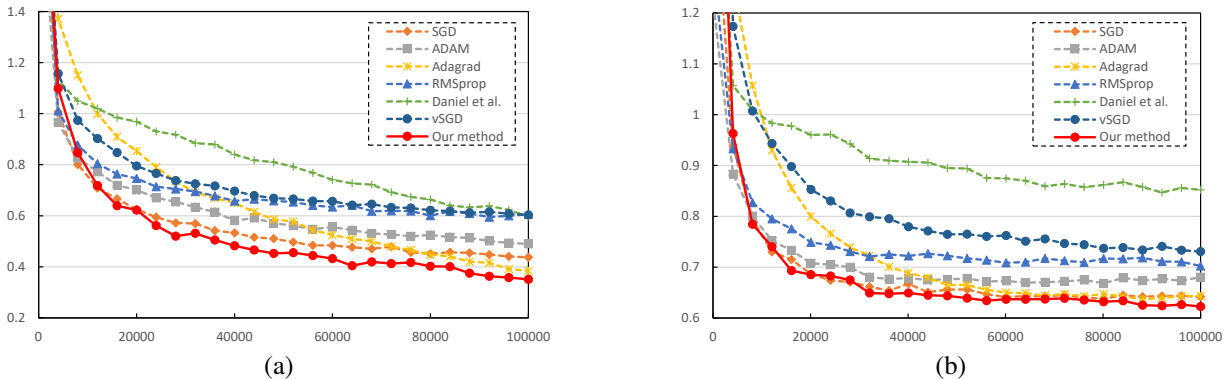 1.4
1.2
1
0.8
0.6
0.4
0.2
0
20000
40000
60000
80000
100000
SGD
ADAM
Adagrad
RMSprop
Daniel et al.
vSGD
Our method
(a)
1.2
1.1
1
0.9
0.8
0.7
0.6
0
20000
40000
60000
80000
100000
SGD
ADAM
Adagrad
RMSprop
Daniel et al.
vSGD
Our method
(b)